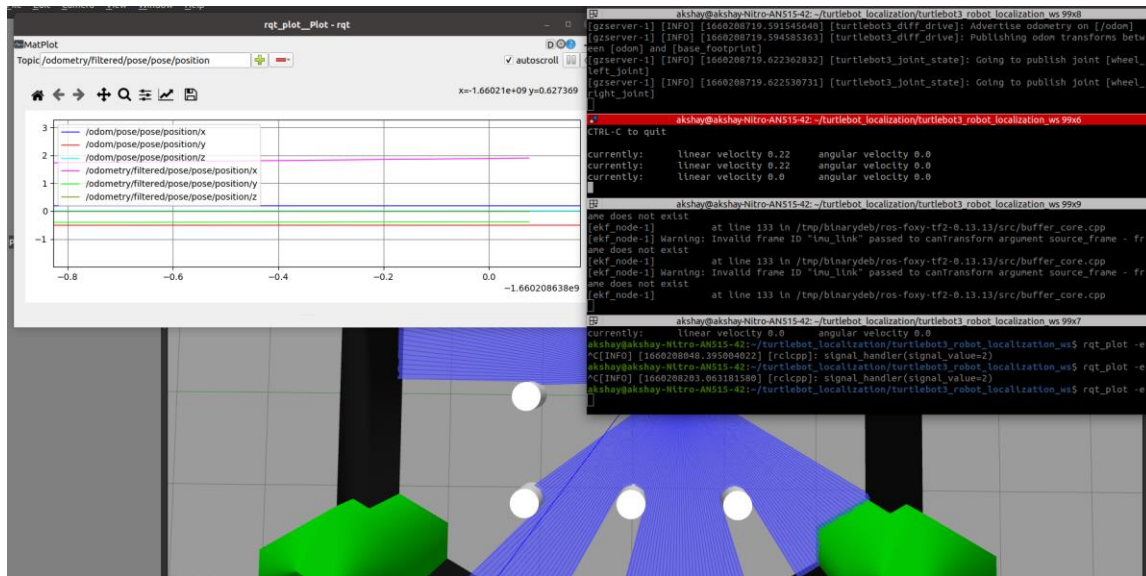 rqt_plot__Plot - rqt
MatPlot
Topic /odometry/filtered/pose/pose/position
autoscroll
x=-1.66021e+09 y=0.627369
3
2
1
0
−1
/odom/pose/pose/position/x
/odom/pose/pose/position/y
/odom/pose/pose/position/z
/odometry/filtered/pose/pose/position/x
/odometry/filtered/pose/pose/position/y
/odometry/filtered/pose/pose/position/z
−0.8 −0.6 −0.4 −0.2 0.0
−1.660208638e9
akshay@akshay-Nitro-AN515-42: ~/turtlebot_localization/turtlebot3_robot_localization_ws 99x8
[gzserver-1] [INFO] [1660208719.591545640] [turtlebot3_diff_drive]: Advertise odometry on [/odom]
[gzserver-1] [INFO] [1660208719.594585363] [turtlebot3_diff_drive]: Publishing odom transforms betw
een [odom] and [base_footprint]
[gzserver-1] [INFO] [1660208719.622362832] [turtlebot3_joint_state]: Going to publish joint [wheel_
left_joint]
[gzserver-1] [INFO] [1660208719.622530731] [turtlebot3_joint_state]: Going to publish joint [wheel_
right_joint]
akshay@akshay-Nitro-AN515-42: ~/turtlebot_localization/turtlebot3_robot_localization_ws 99x6
CTRL-C to quit
currently: linear velocity 0.22 angular velocity 0.0
currently: linear velocity 0.22 angular velocity 0.0
currently: linear velocity 0.0 angular velocity 0.0
akshay@akshay-Nitro-AN515-42: ~/turtlebot_localization/turtlebot3_robot_localization_ws 99x9
ame does not exist
[ekf_node-1] at line 133 in /tmp/binarydeb/ros-foxy-tf2-0.13.13/src/buffer_core.cpp
[ekf_node-1] Warning: Invalid frame ID "imu_link" passed to canTransform argument source_frame - fr
ame does not exist
[ekf_node-1] at line 133 in /tmp/binarydeb/ros-foxy-tf2-0.13.13/src/buffer_core.cpp
[ekf_node-1] Warning: Invalid frame ID "imu_link" passed to canTransform argument source_frame - fr
ame does not exist
[ekf_node-1] at line 133 in /tmp/binarydeb/ros-foxy-tf2-0.13.13/src/buffer_core.cpp
akshay@akshay-Nitro-AN515-42: ~/turtlebot_localization/turtlebot3_robot_localization_ws 99x7
currently: linear velocity 0.0 angular velocity 0.0
akshay@akshay-Nitro-AN515-42:~/turtlebot_localization/turtlebot3_robot_localization_ws$ rqt_plot -e
^C[INFO] [1660208048.395004022] [rclcpp]: signal_handler(signal_value=2)
akshay@akshay-Nitro-AN515-42:~/turtlebot_localization/turtlebot3_robot_localization_ws$ rqt_plot -e
^C[INFO] [1660208203.063181580] [rclcpp]: signal_handler(signal_value=2)
akshay@akshay-Nitro-AN515-42:~/turtlebot_localization/turtlebot3_robot_localization_ws$ rqt_plot -e